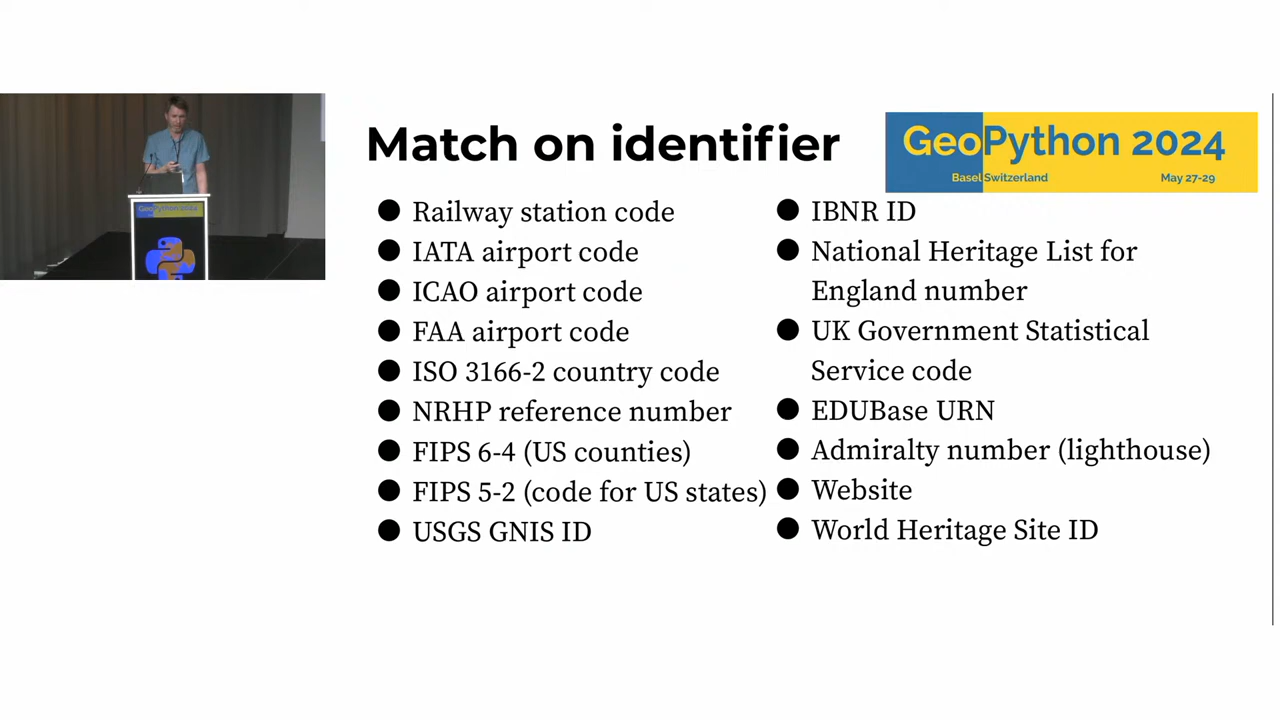 Match on identifier
GeoPython 2024
Basel Switzerland
May 27-29
● Railway station code
● IATA airport code
● ICAO airport code
● FAA airport code
● ISO 3166-2 country code
● NRHP reference number
● FIPS 6-4 (US counties)
● FIPS 5-2 (code for US states)
● USGS GNIS ID
● IBNR ID
● National Heritage List for
England number
● UK Government Statistical
Service code
● EDUBase URN
● Admiralty number (lighthouse)
● Website
● World Heritage Site ID
GeoPython 2024